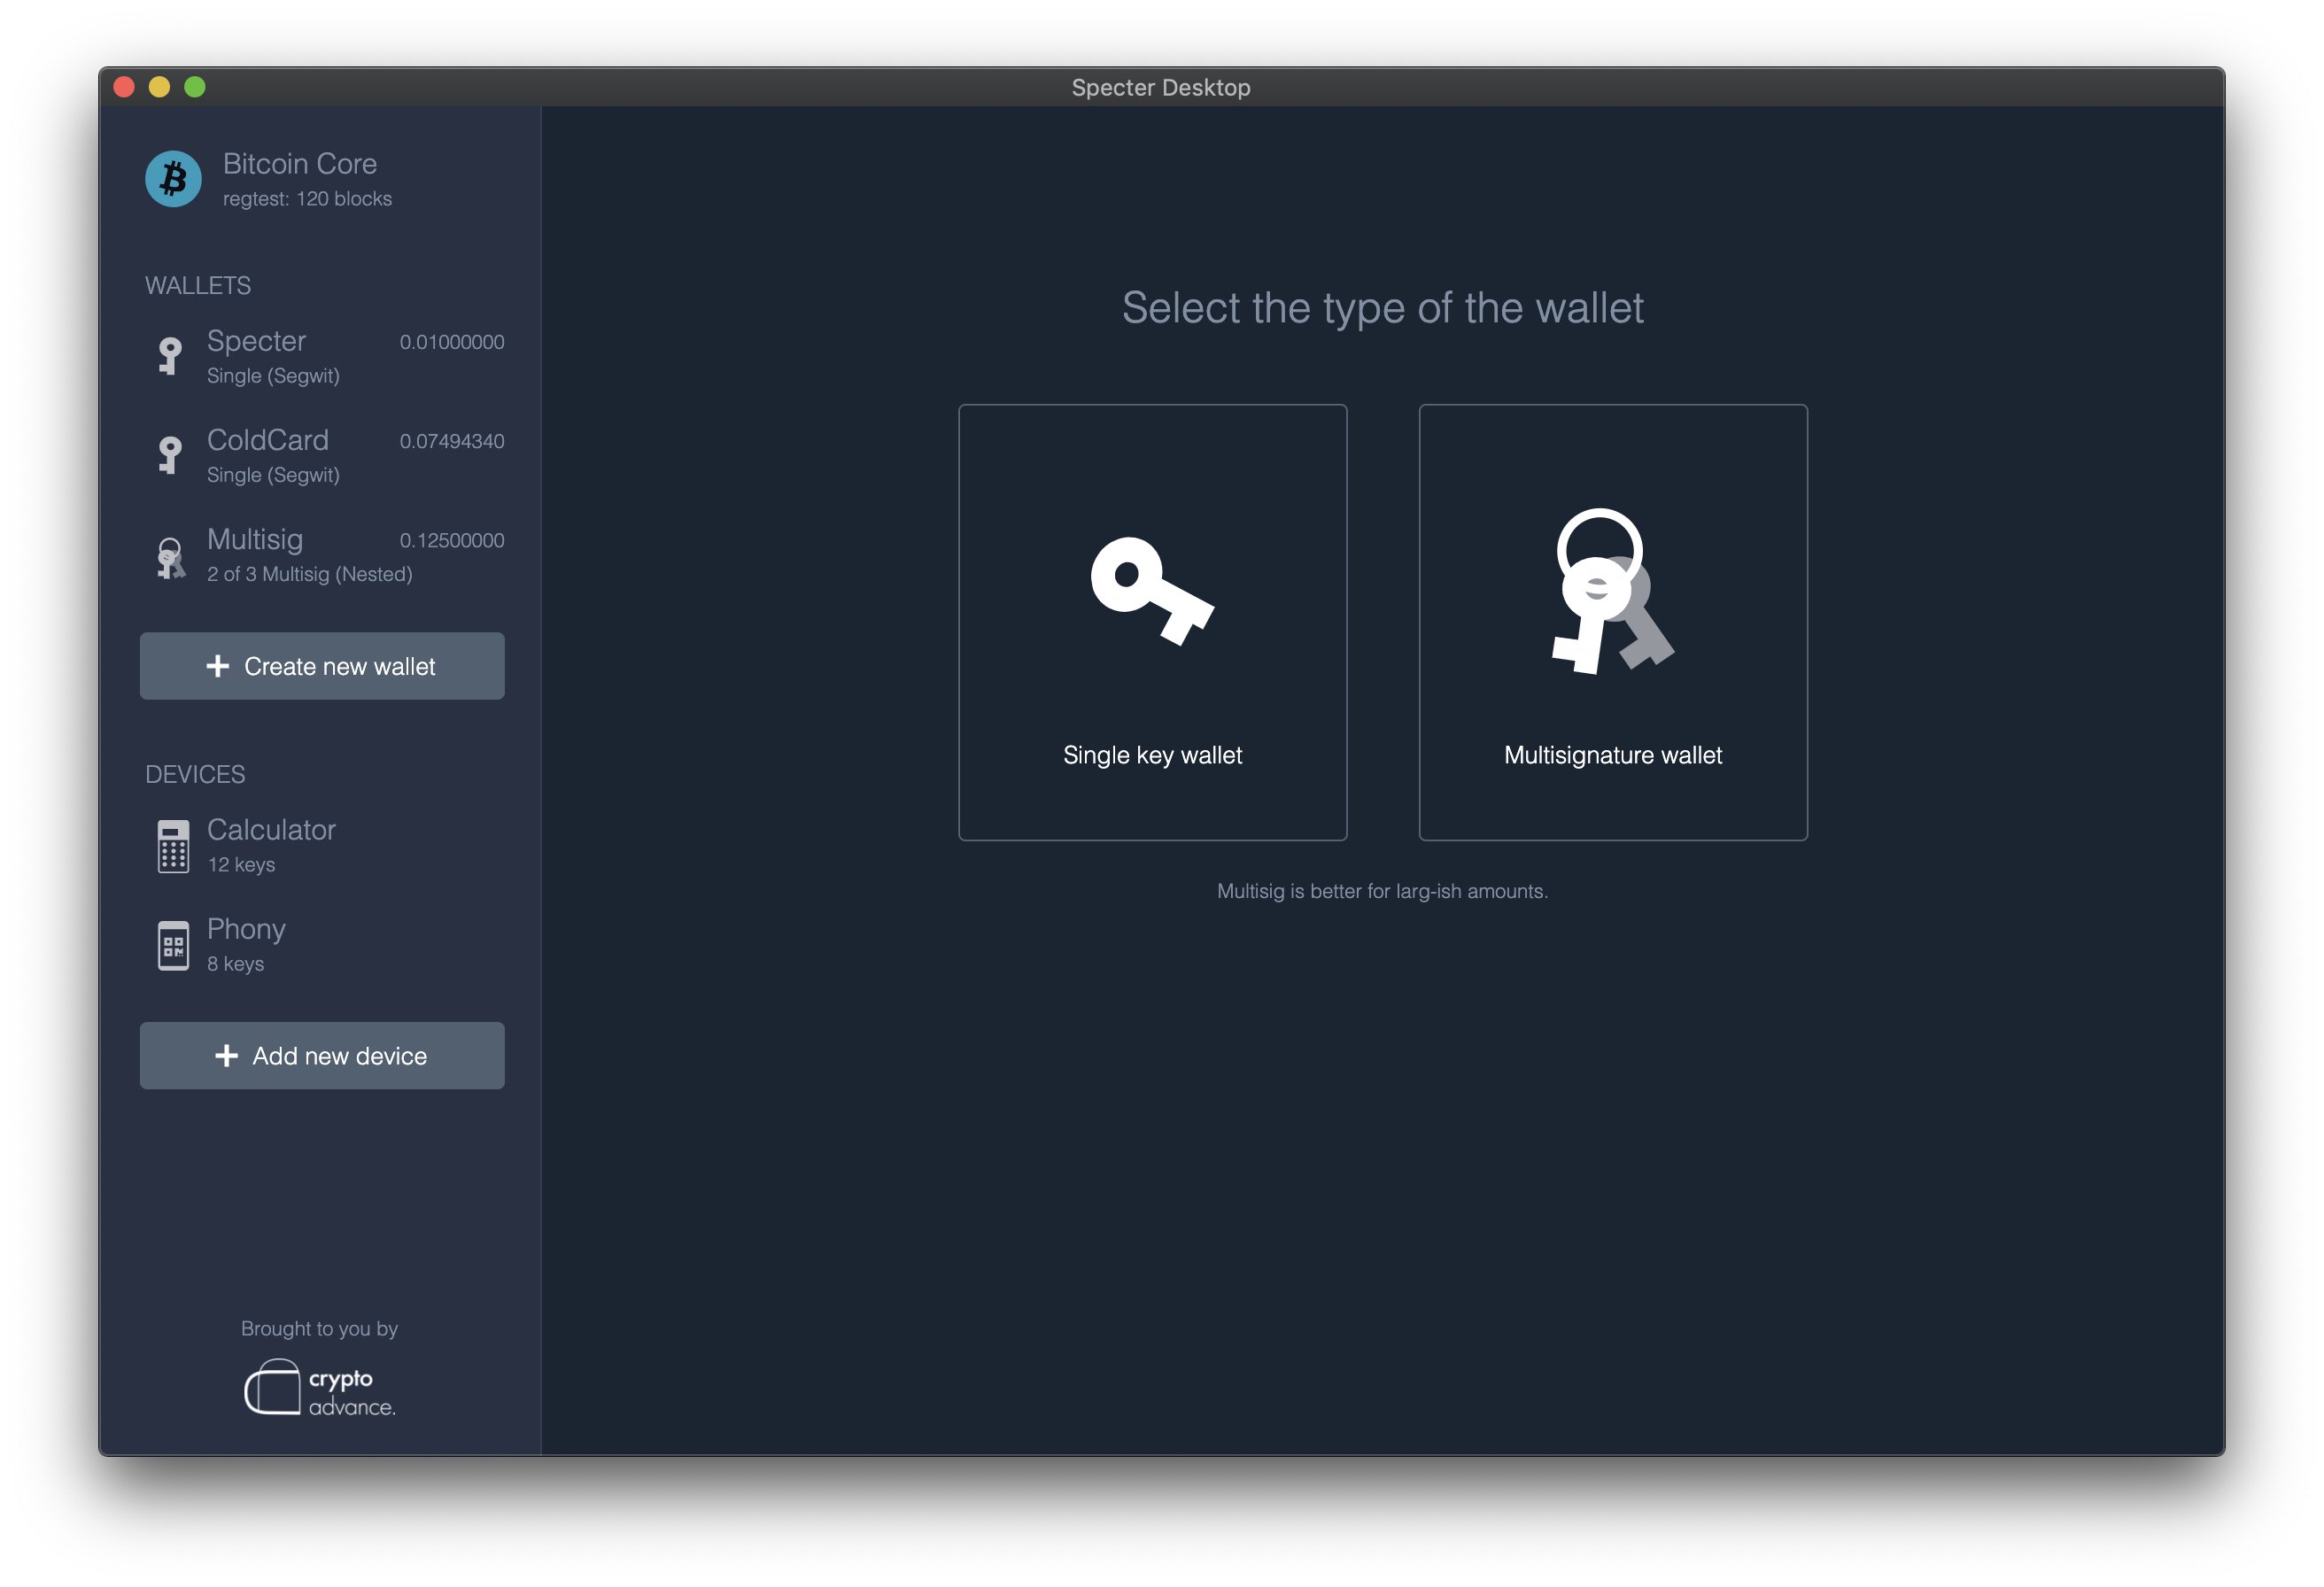 Specter Desktop
Bitcoin Core
regtest: 120 blocks
WALLETS
Specter 0.01000000
Single (Segwit)
ColdCard 0.07494340
Single (Segwit)
Multisig 0.12500000
2 of 3 Multisig (Nested)
+ Create new wallet
DEVICES
Calculator
12 keys
Phony
8 keys
+ Add new device
Brought to you by
crypto
advance.
Select the type of the wallet
Single key wallet
Multisignature wallet
Multisig is better for larg-ish amounts.